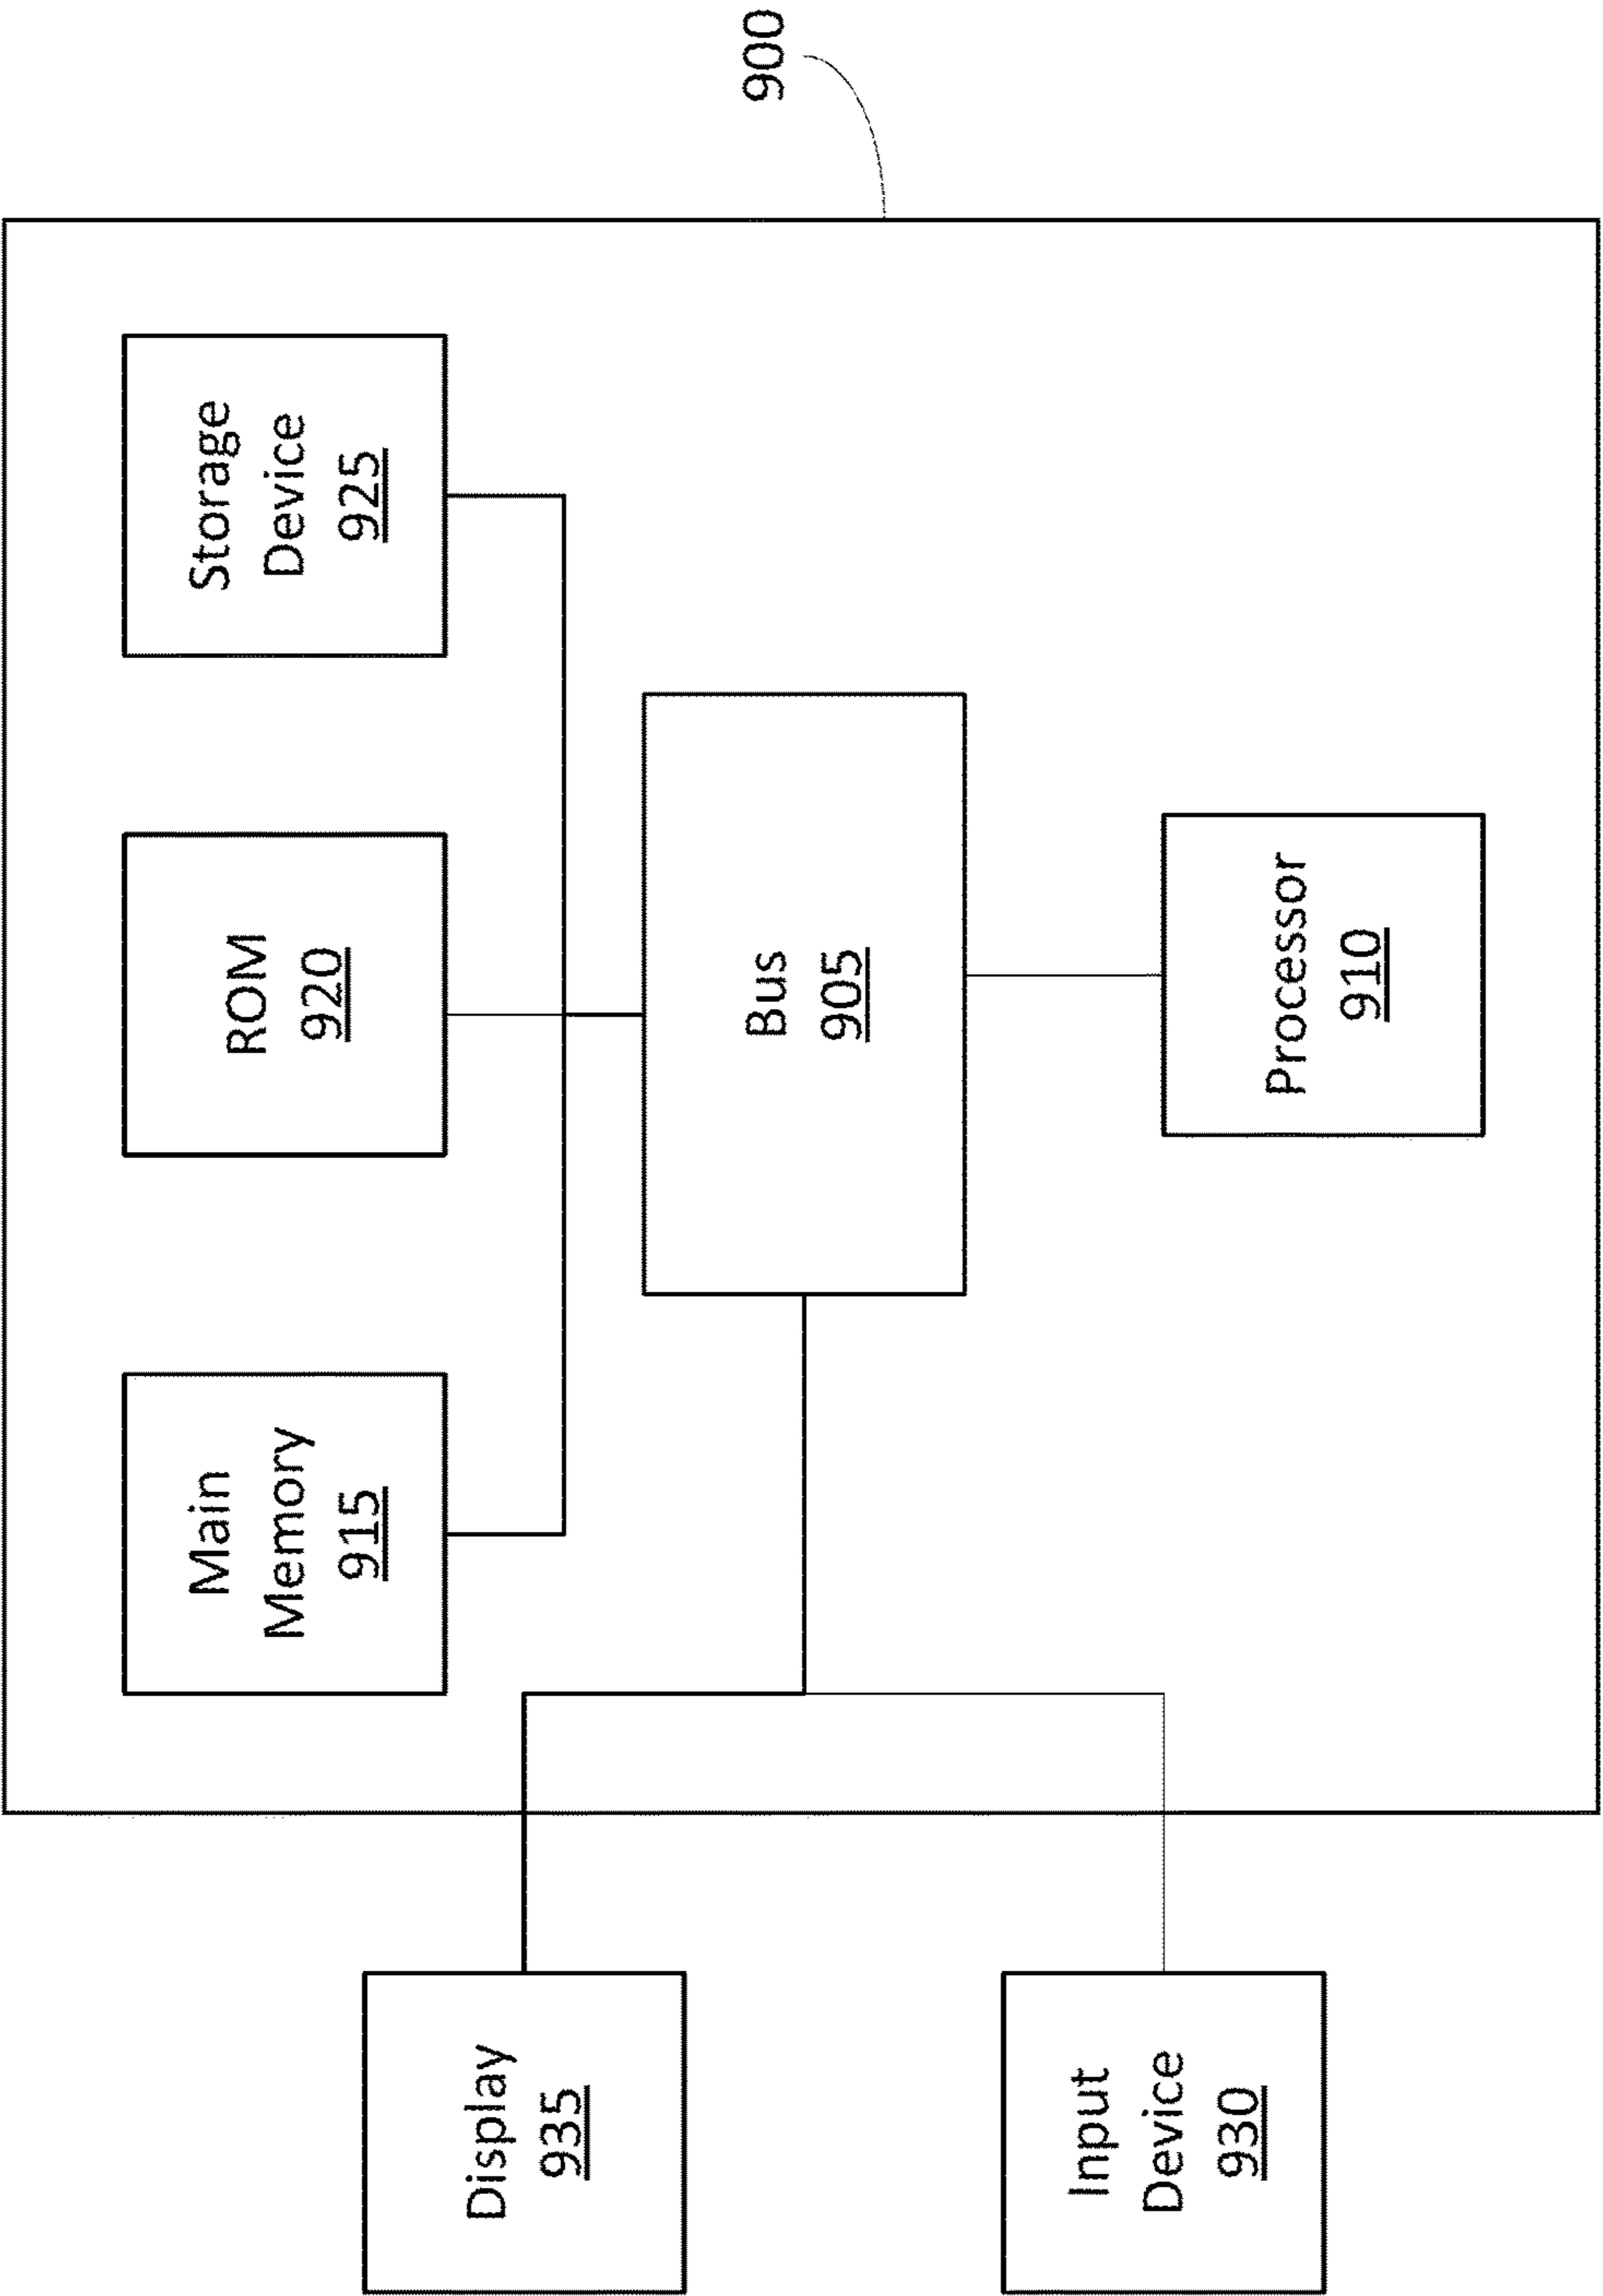 Main
Memory
915
ROM
920
Storage
Device
925
900
Display
935
Bus
905
Input
Device
930
Processor
910